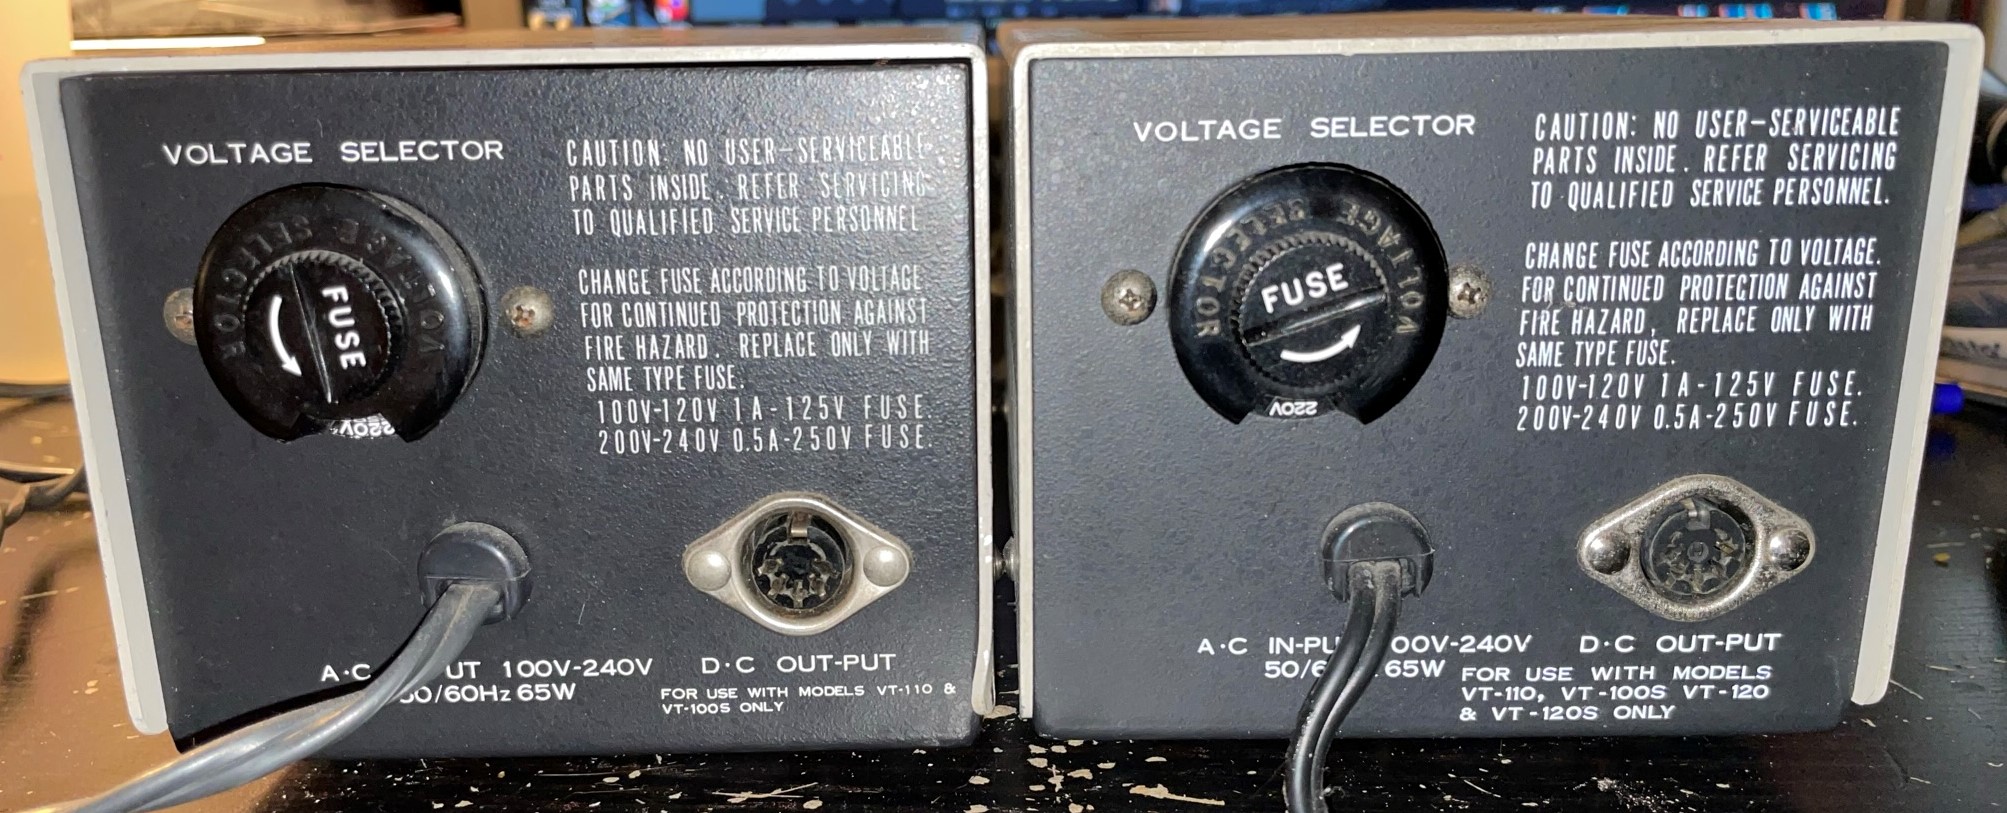 VOLTAGE SELECTOR
VOLTAGE SELECTOR
FUSE
220V
CAUTION: NO USER-SERVICEABLE
PARTS INSIDE. REFER SERVICING
TO QUALIFIED SERVICE PERSONNEL
CHANGE FUSE ACCORDING TO VOLTAGE
FOR CONTINUED PROTECTION AGAINST
FIRE HAZARD. REPLACE ONLY WITH
SAME TYPE FUSE.
100V-120V 1A-125V FUSE.
200V-240V 0.5A-250V FUSE.
A·C UT 100V-240V
50/60Hz 65W
D·C OUT-PUT
FOR USE WITH MODELS VT-110 &
VT-100S ONLY
VOLTAGE SELECTOR
VOLTAGE SELECTOR
FUSE
220V
CAUTION: NO USER-SERVICEABLE
PARTS INSIDE. REFER SERVICING
TO QUALIFIED SERVICE PERSONNEL.
CHANGE FUSE ACCORDING TO VOLTAGE.
FOR CONTINUED PROTECTION AGAINST
FIRE HAZARD, REPLACE ONLY WITH
SAME TYPE FUSE.
100V-120V 1A-125V FUSE.
200V-240V 0.5A-250V FUSE.
A·C IN-PU 00V-240V
50/6 65W
D·C OUT-PUT
FOR USE WITH MODELS
VT-110, VT-100S VT-120
& VT-120S ONLY